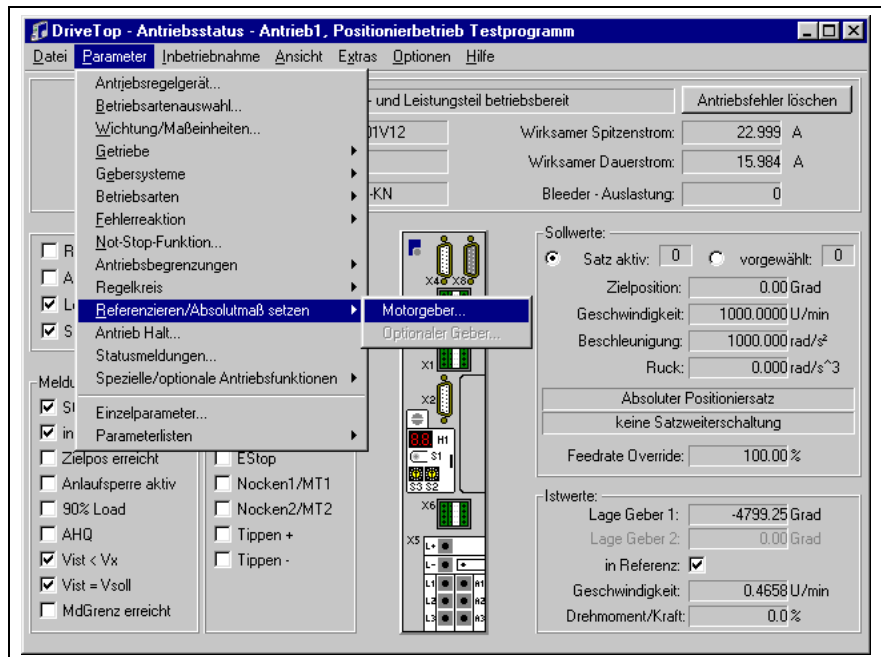 DriveTop - Antriebsstatus - Antrieb1, Positionierbetrieb Testprogramm
Datei Parameter Inbetriebnahme Ansicht Extras Optionen Hilfe
Antriebsregelgerät...
Betriebsartenauswahl...
Wichtung/Maßeinheiten...
Getriebe
Gebersysteme
Betriebsarten
Fehlerreaktion
Not-Stop-Funktion...
Antriebsbegrenzungen
Regelkreis
Referenzieren/Absolutmaß setzen
Antrieb Halt...
Statusmeldungen...
Spezielle/optionale Antriebsfunktionen
Einzelparameter...
Parameterlisten
Motorgeber...
Optionaler Geber...
- und Leistungsteil betriebsbereit
Antriebsfehler löschen
01V12
-KN
Wirksamer Spitzenstrom: 22.999 A
Wirksamer Dauerstrom: 15.984 A
Bleeder - Auslastung: 0
R
A
L
S
Meldu
St
in
Zielpos erreicht
Anlaufsperre aktiv
90% Load
AHQ
Vist < Vx
Vist = Vsoll
MdGrenz erreicht
EStop
Nocken1/MT1
Nocken2/MT2
Tippen +
Tippen -
X4 X8
X1
X2
8.8 H1
S1
S3 S2
X6
X5 L+
L-
L1 A1
L2 A2
L3 A3
Sollwerte:
Satz aktiv: 0 vorgewählt: 0
Zielposition: 0.00 Grad
Geschwindigkeit: 1000.0000 U/min
Beschleunigung: 1000.000 rad/s²
Ruck: 0.000 rad/s^3
Absoluter Positioniersatz
keine Satzweiterschaltung
Feedrate Override: 100.00 %
Istwerte:
Lage Geber 1: -4799.25 Grad
Lage Geber 2: 0.00 Grad
in Referenz:
Geschwindigkeit: 0.4658 U/min
Drehmoment/Kraft: 0.0 %